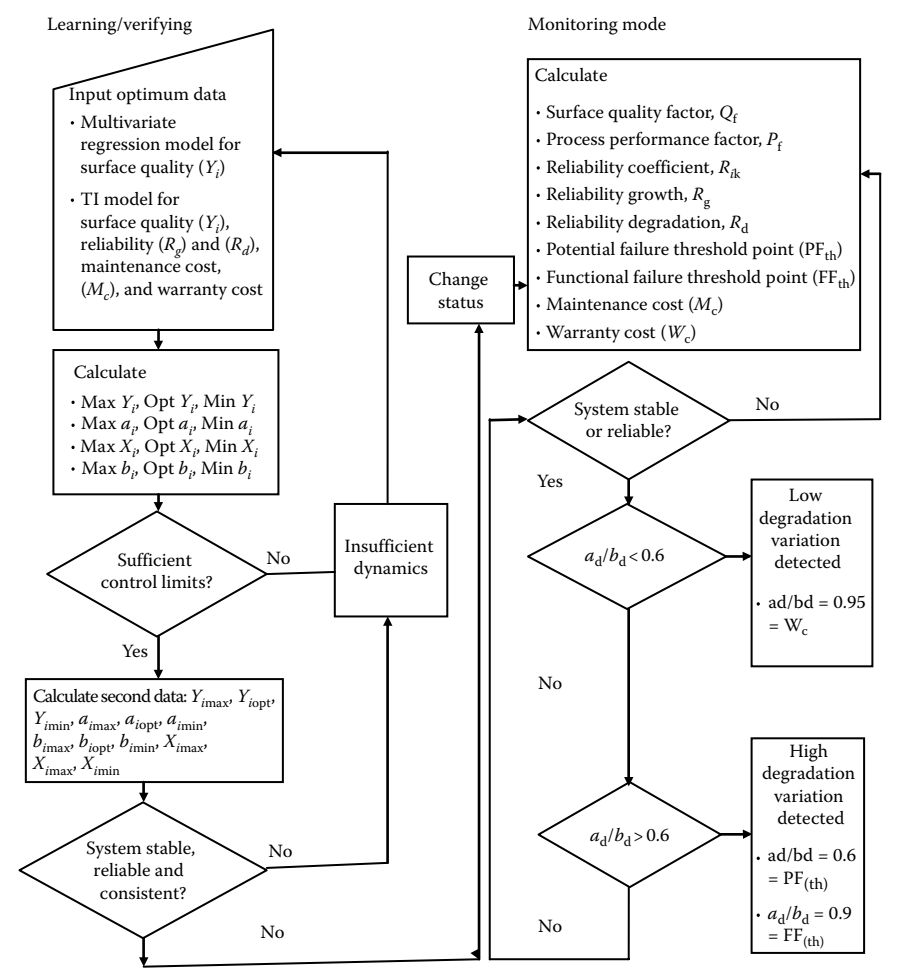 Learning/verifying
Input optimum data
• Multivariate
regression model for
surface quality (Yi)
• TI model for
surface quality (Yi),
reliability (Rg) and (Rd),
maintenance cost,
(Mc), and warranty cost
Calculate
• Max Yi, Opt Yi, Min Yi
• Max ai, Opt ai, Min ai
• Max Xi, Opt Xi, Min Xi
• Max bi, Opt bi, Min bi
Sufficient
control limits?
No
Insufficient
dynamics
Yes
Calculate second data: Yimax, Yiopt,
Yimin, aimax, aiopt, aimin,
bimax, biopt, bimin, Ximax,
Ximax, Ximin
System stable,
reliable and
consistent?
No
No
Change
status
Monitoring mode
Calculate
• Surface quality factor, Qf
• Process performance factor, Pf
• Reliability coefficient, Rik
• Reliability growth, Rg
• Reliability degradation, Rd
• Potential failure threshold point (PFth)
• Functional failure threshold point (FFth)
• Maintenance cost (Mc)
• Warranty cost (Wc)
System stable
or reliable?
No
Yes
ad/bd < 0.6
Low
degradation
variation
detected
• ad/bd = 0.95
= Wc
No
ad/bd > 0.6
High
degradation
variation
detected
• ad/bd = 0.6
= PF(th)
• ad/bd = 0.9
= FF(th)
No